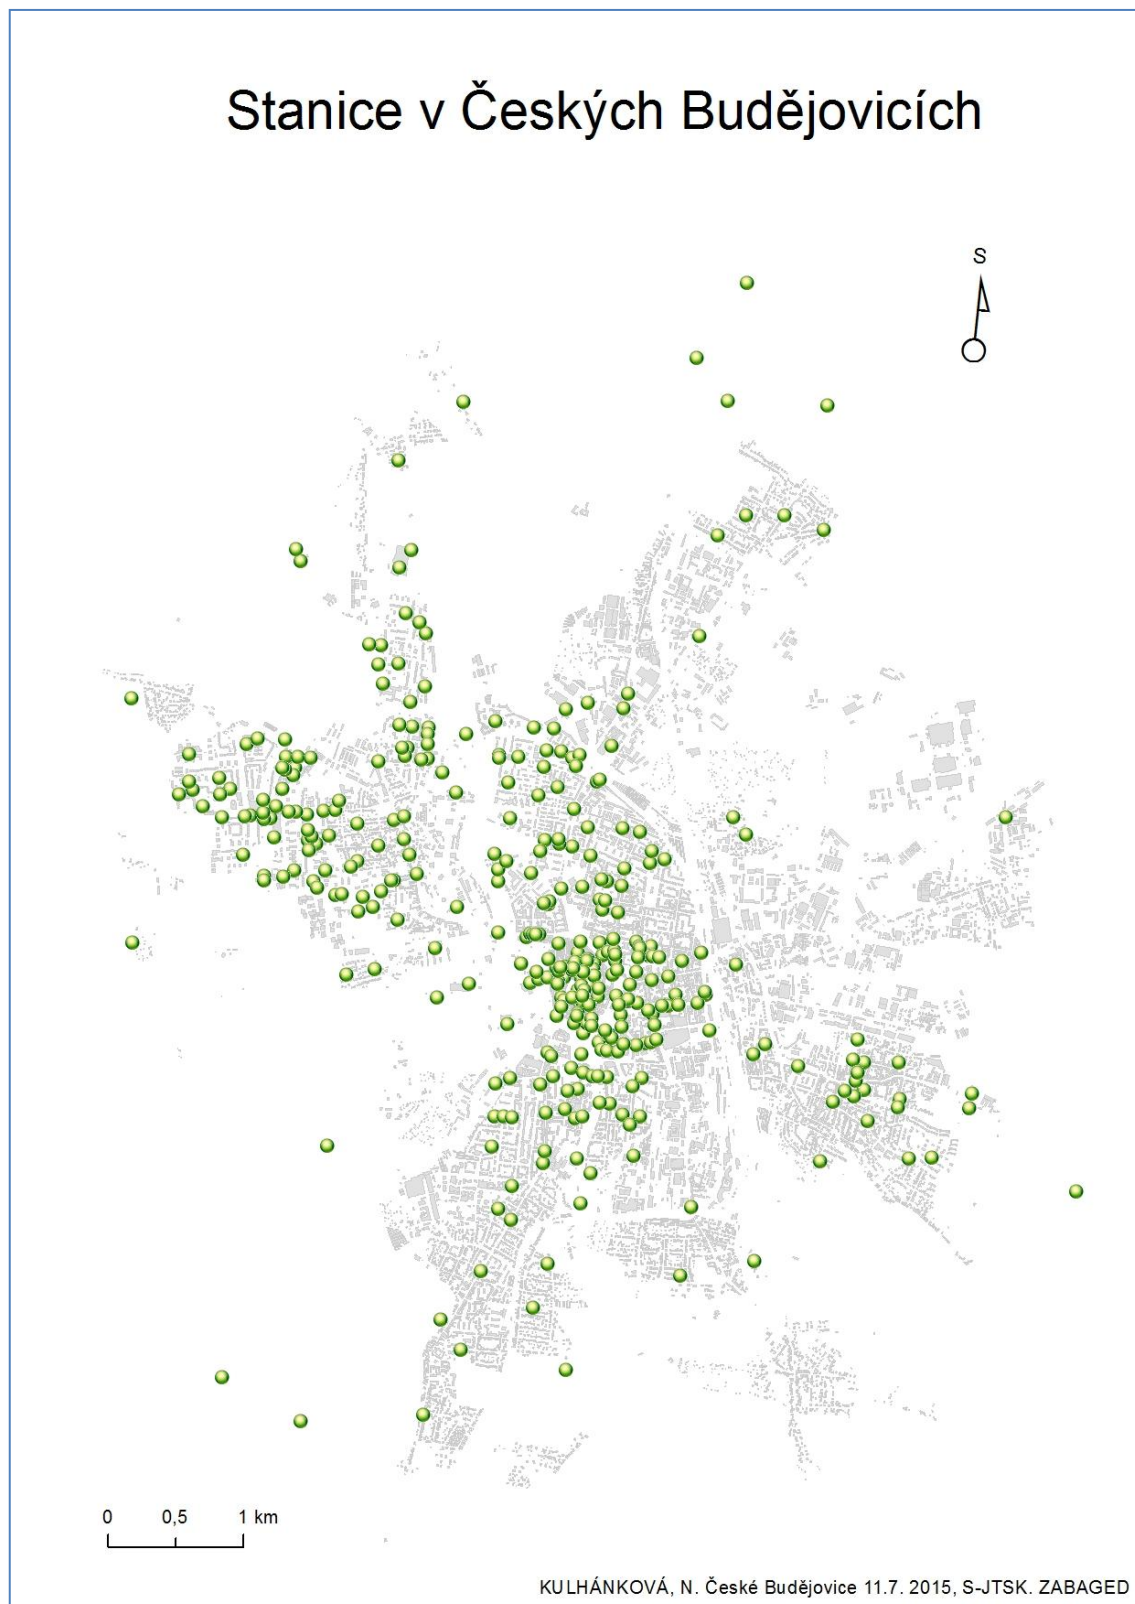 Stanice v Českých Budějovicích
S
0 0,5 1 km
KULHÁNKOVÁ, N. České Budějovice 11.7. 2015, S-JTSK. ZABAGED